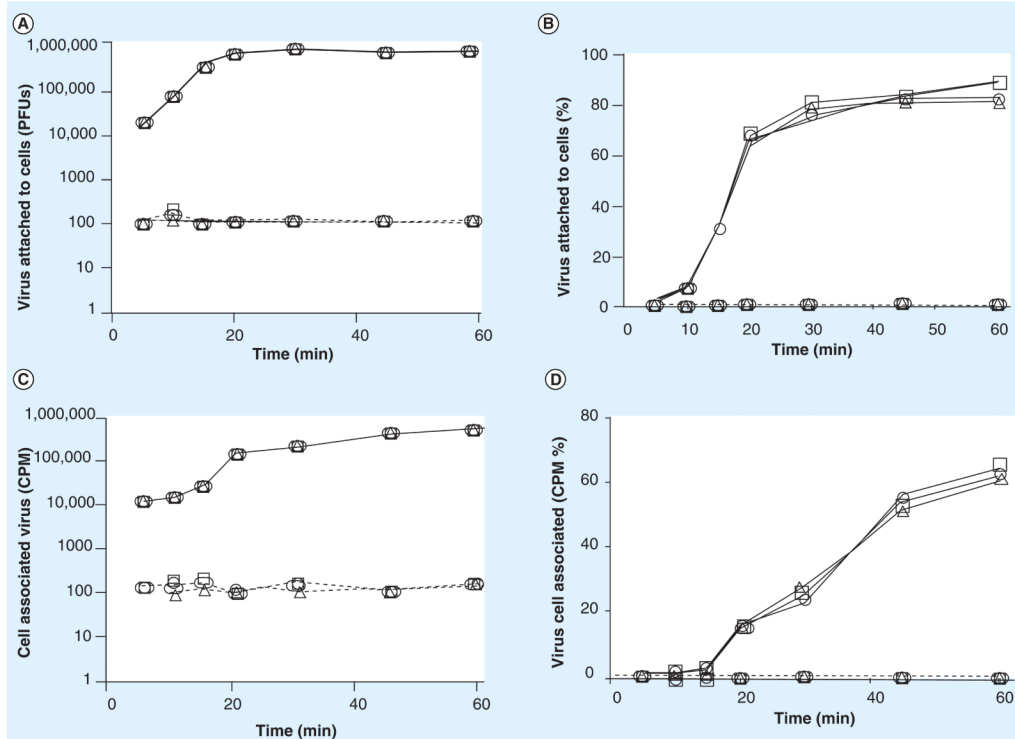 A
Virus attached to cells (PFUs)
1,000,000
100,000
10,000
1000
100
10
1
0 20 40 60
Time (min)
B
Virus attached to cells (%)
100
80
60
40
20
0
0 10 20 30 40 50 60
Time (min)
C
Cell associated virus (CPM)
1,000,000
100,000
10,000
1000
100
10
1
0 20 40 60
Time (min)
D
Virus cell associated (CPM %)
80
60
40
20
0
0 20 40 60
Time (min)